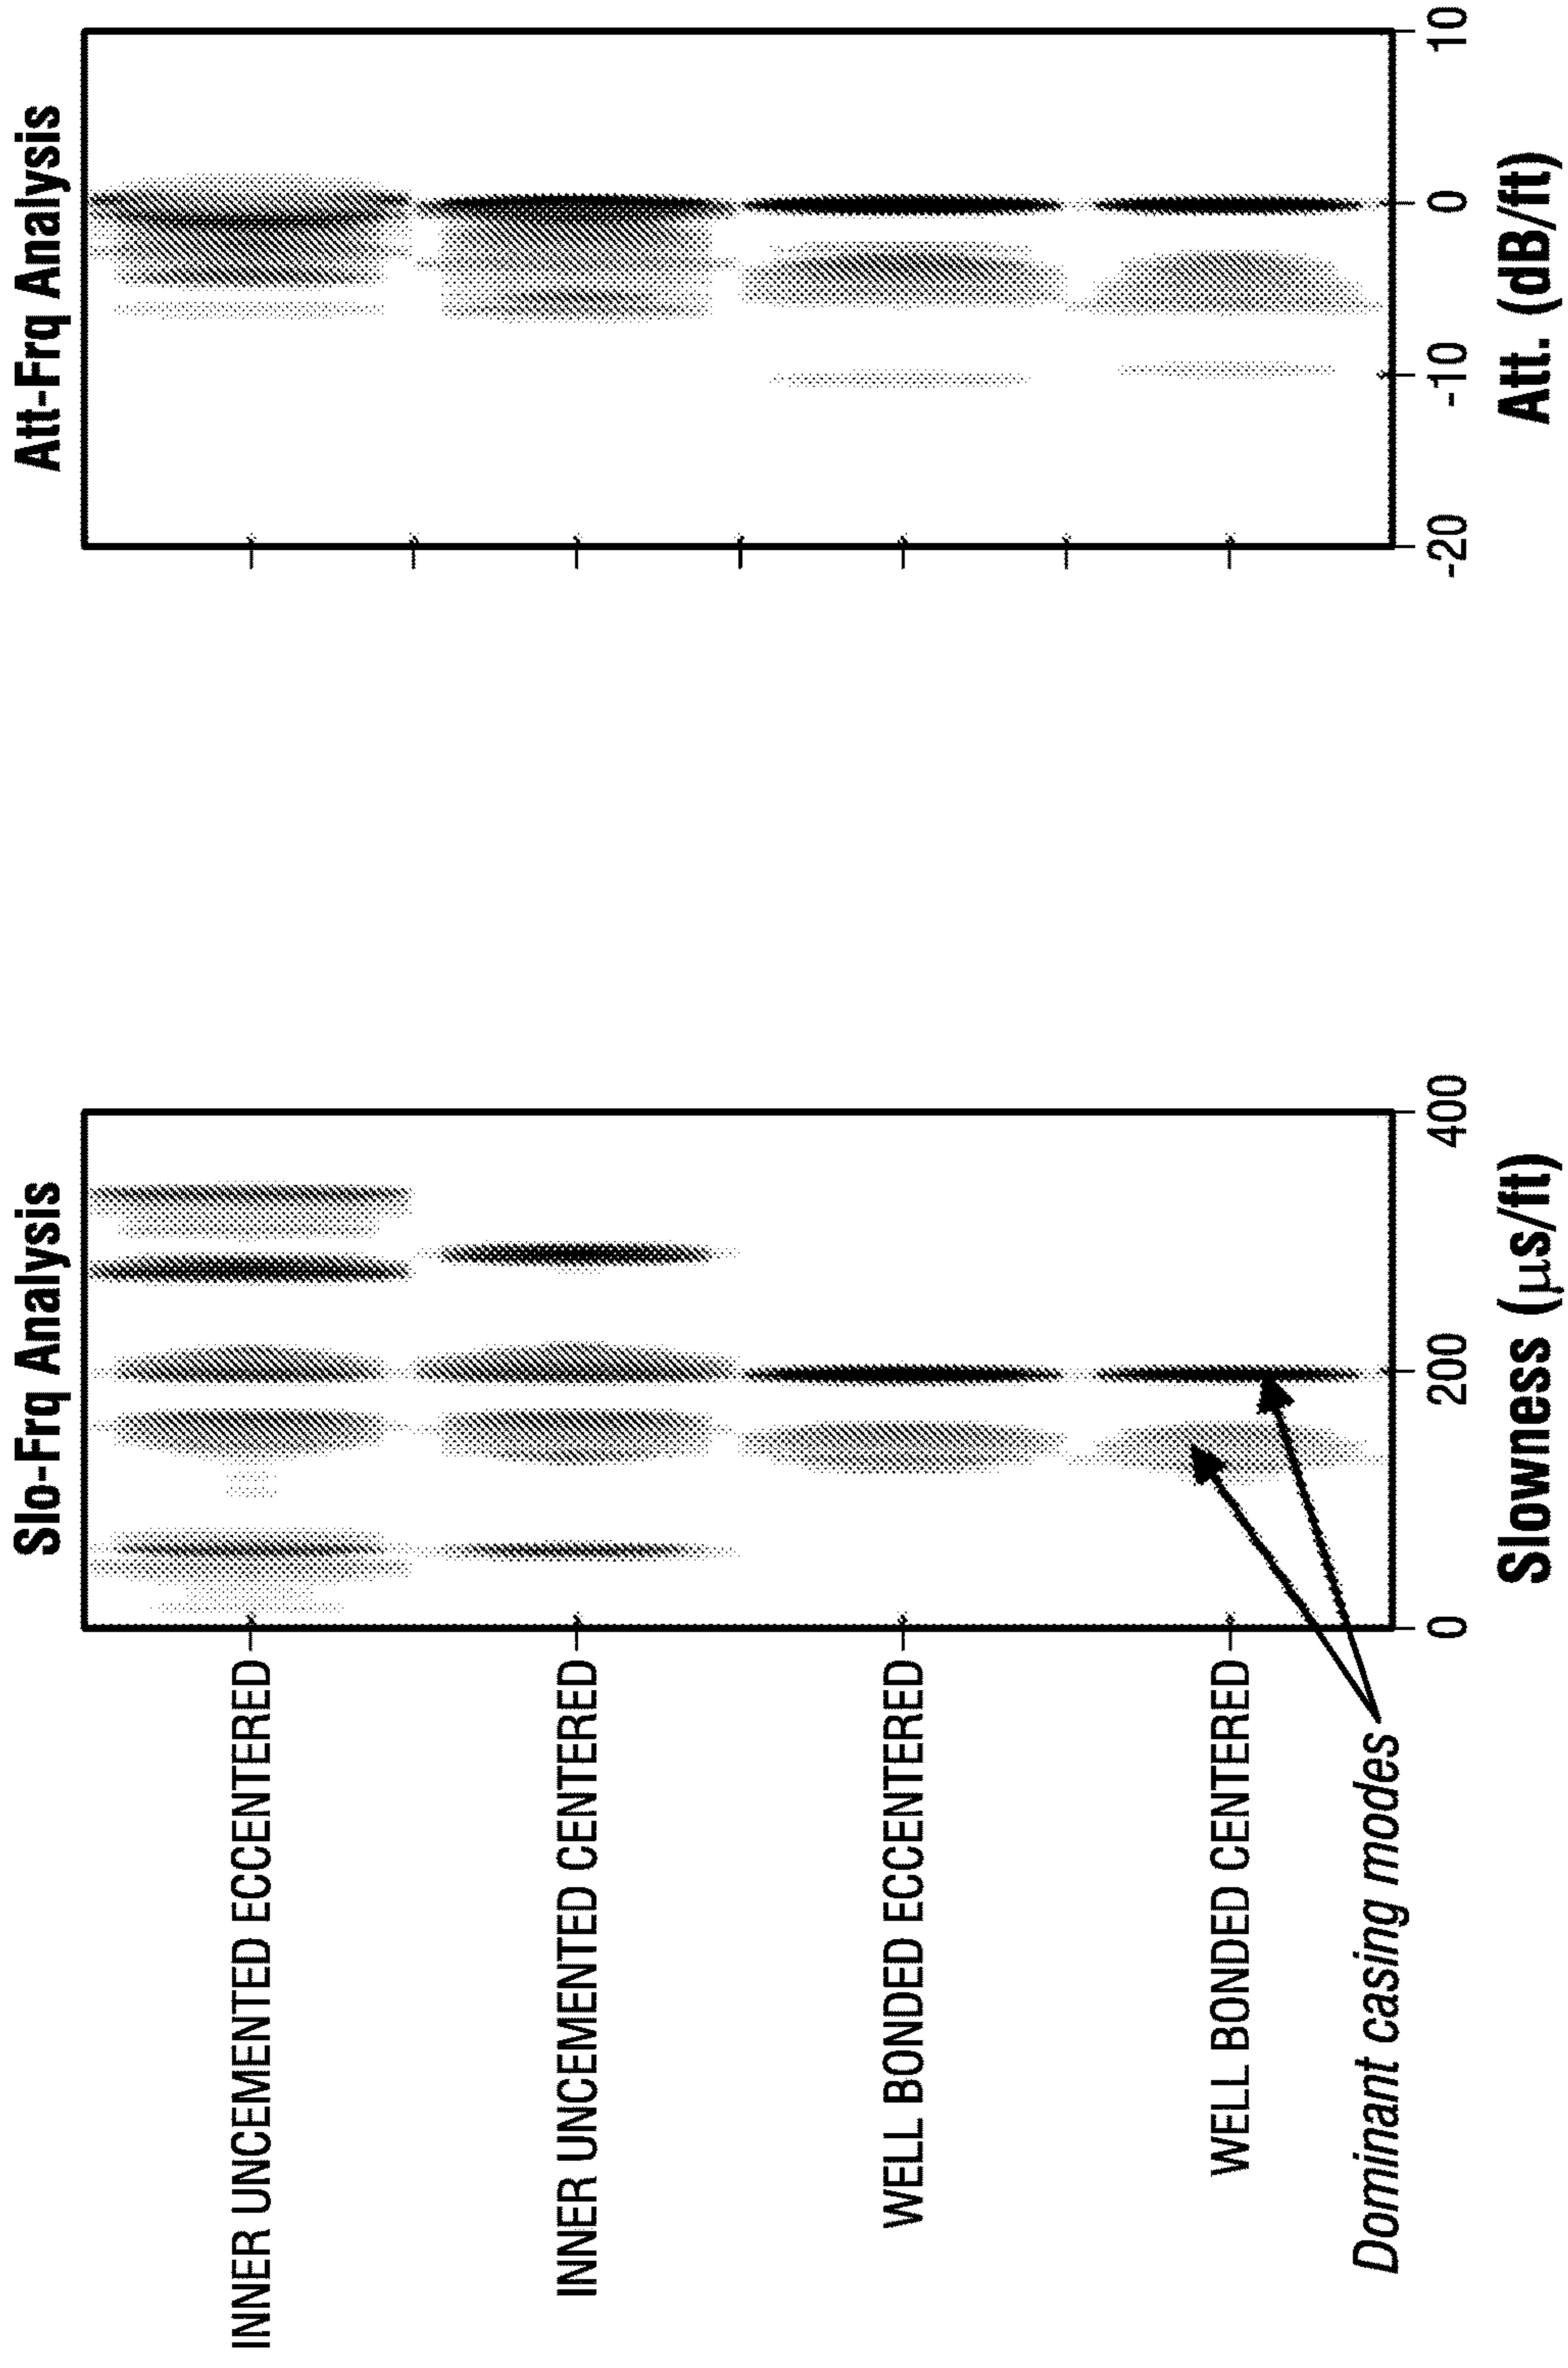 Slo-Frq Analysis
Att-Frq Analysis
INNER UNCEMENTED ECCENTERED
INNER UNCEMENTED CENTERED
WELL BONDED ECCENTERED
WELL BONDED CENTERED
Dominant casing modes
0
200
400
Slowness (μs/ft)
-20
-10
0
10
Att. (dB/ft)